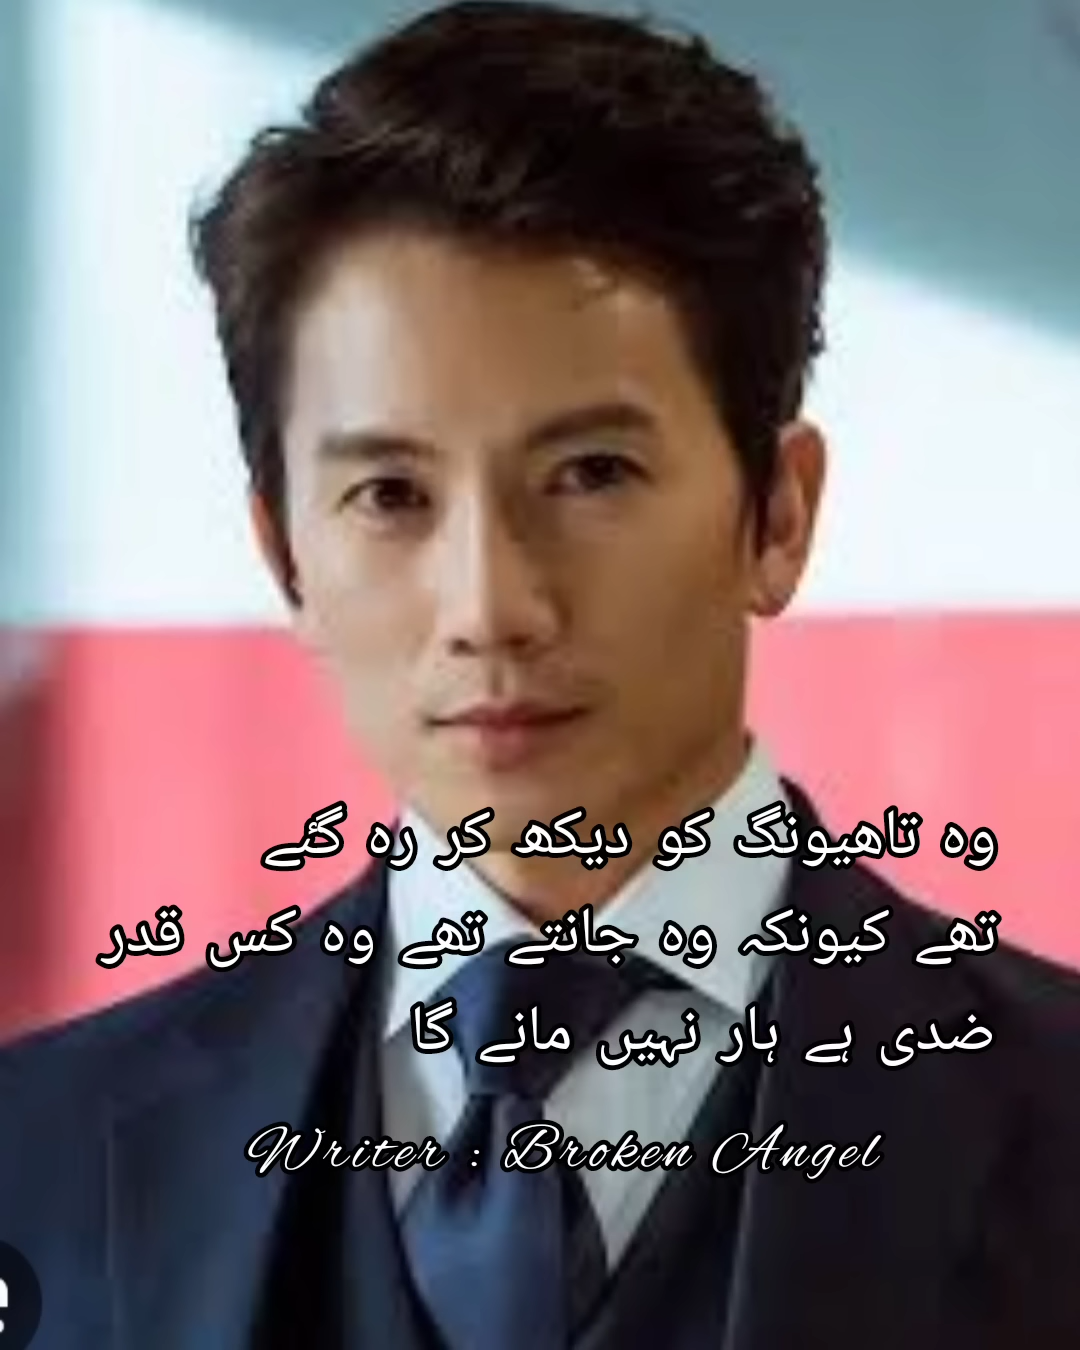 وہ تاھیونگ کو دیکھ کر رہ گئے
تھے کیونکہ وہ جانتے تھے وہ کس قدر
ضدی ہے ہار نہیں مانے گا
Writer : Broken Angel